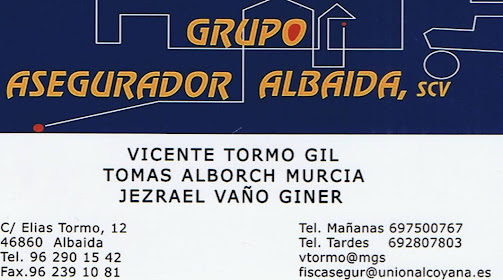 GRUPO
ASEGURADOR ALBAIDA, SCV
VICENTE TORMO GIL
TOMAS ALBORCH MURCIA
JEZRAEL VAÑO GINER
C/ Elias Tormo, 12
46860 Albaida
Tel. 96 290 15 42
Fax.96 239 10 81
Tel. Mañanas 697500767
Tel. Tardes 692807803
vtormo@mgs
fiscasegur@unionalcoyana.es